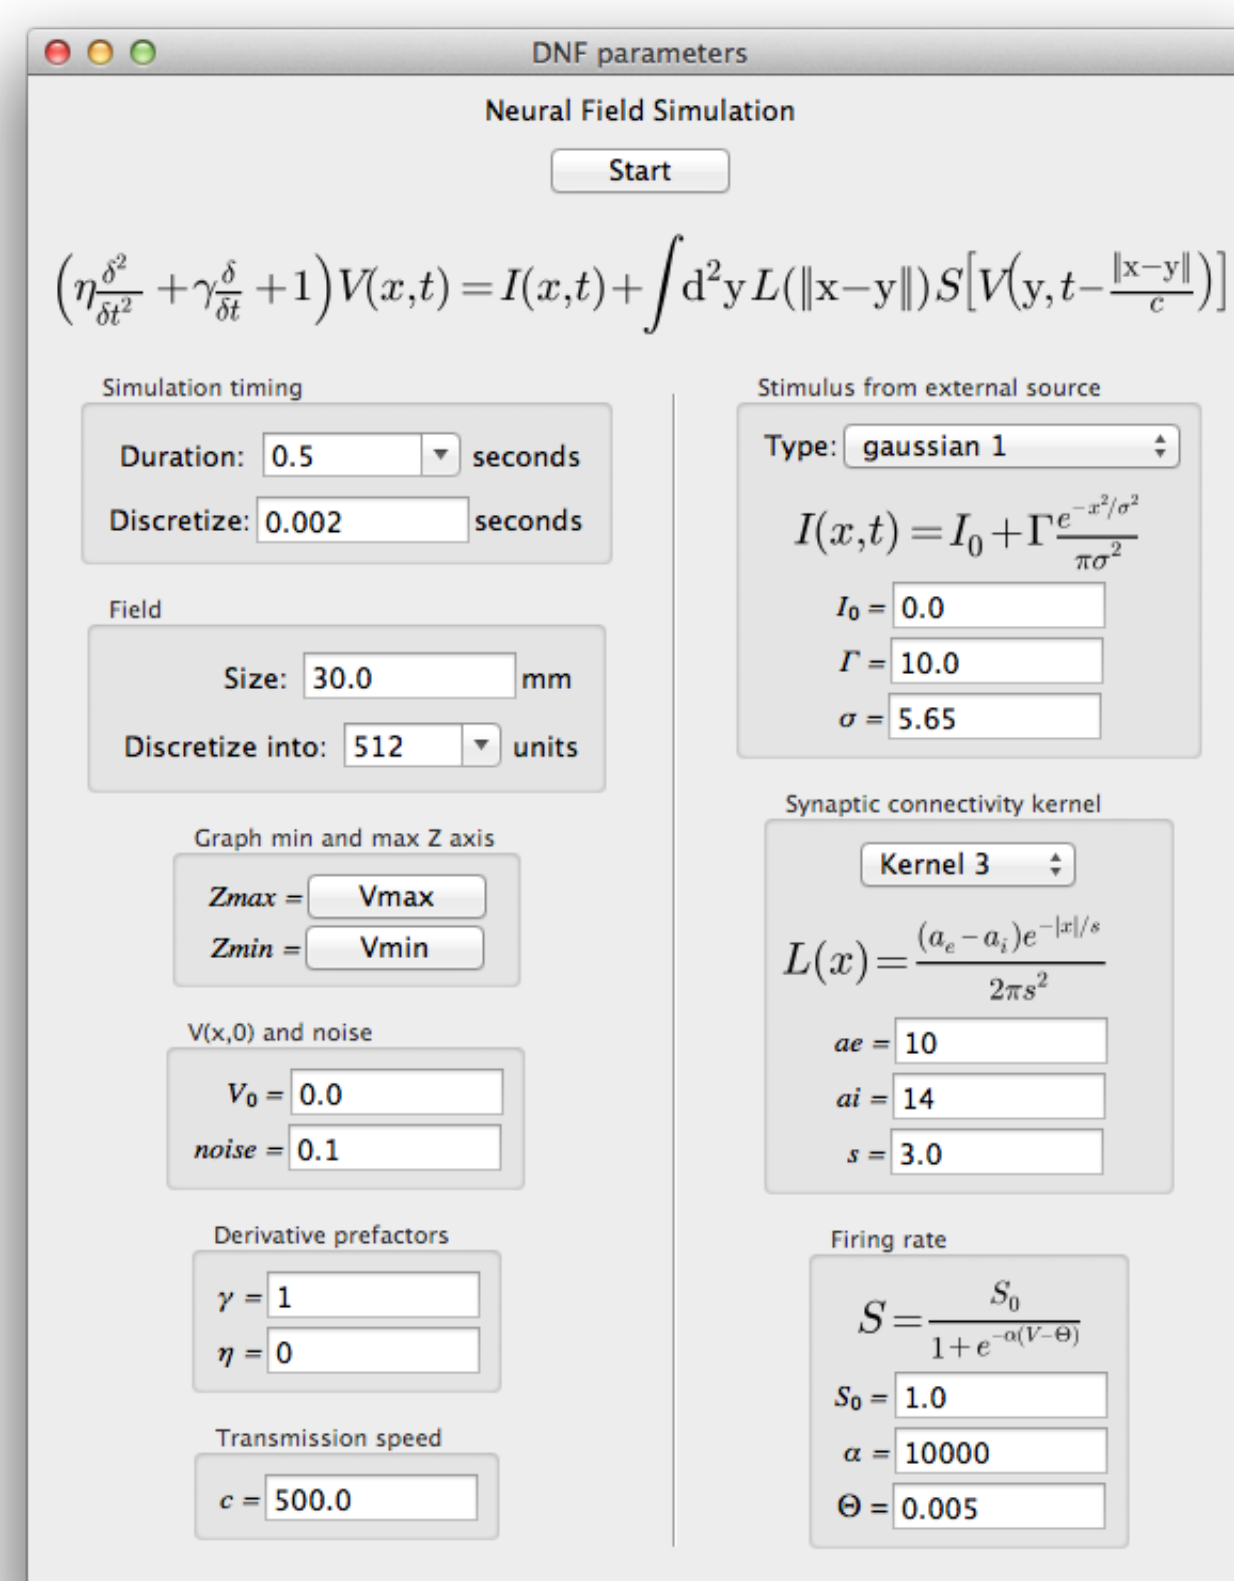 DNF parameters
Neural Field Simulation
Start
(η δ²/δt² + γ δ/δt + 1) V(x,t) = I(x,t) + ∫ d²y L(‖x−y‖) S[V(y, t− ‖x−y‖/c)]
Simulation timing
Duration: 0.5 seconds
Discretize: 0.002 seconds
Field
Size: 30.0 mm
Discretize into: 512 units
Graph min and max Z axis
Zmax = Vmax
Zmin = Vmin
V(x,0) and noise
V₀ = 0.0
noise = 0.1
Derivative prefactors
γ = 1
η = 0
Transmission speed
c = 500.0
Stimulus from external source
Type: gaussian 1
I(x,t) = I₀ + Γ e^(−x²/σ²)/πσ²
I₀ = 0.0
Γ = 10.0
σ = 5.65
Synaptic connectivity kernel
Kernel 3
L(x) = (aₑ − aᵢ)e^(−|x|/s)/2πs²
ae = 10
ai = 14
s = 3.0
Firing rate
S = S₀/1+e^(−α(V−Θ))
S₀ = 1.0
α = 10000
Θ = 0.005